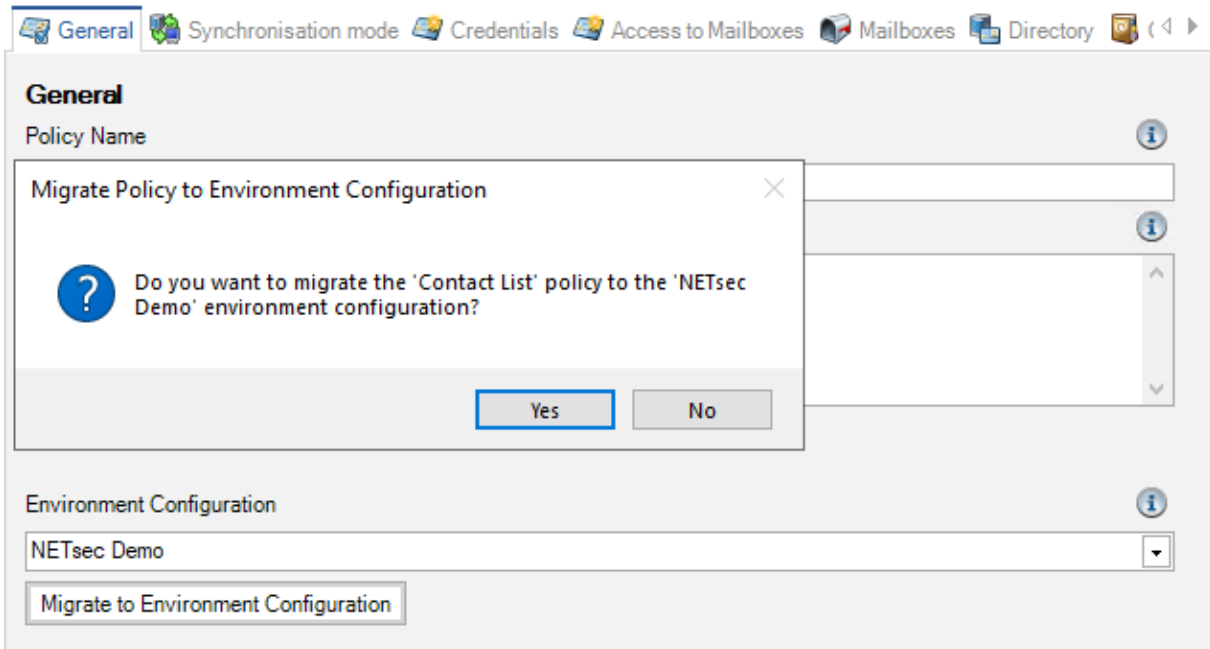 General Synchronisation mode Credentials Access to Mailboxes Mailboxes Directory (
General
Policy Name
Migrate Policy to Environment Configuration
Do you want to migrate the 'Contact List' policy to the 'NETsec
Demo' environment configuration?
Yes No
Environment Configuration
NETsec Demo
Migrate to Environment Configuration